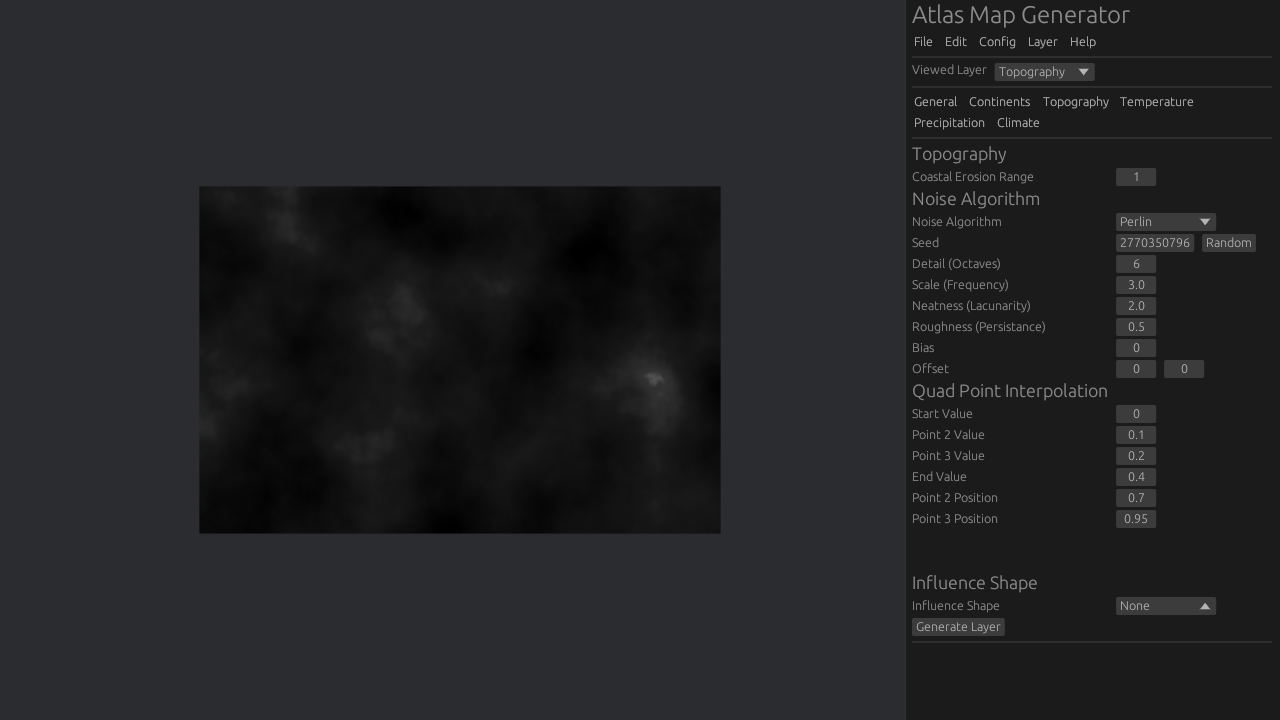 Atlas Map Generator
File Edit Config Layer Help
Viewed Layer Topography
General Continents Topography Temperature
Precipitation Climate
Topography
Coastal Erosion Range 1
Noise Algorithm
Noise Algorithm Perlin
Seed 2770350796 Random
Detail (Octaves) 6
Scale (Frequency) 3.0
Neatness (Lacunarity) 2.0
Roughness (Persistance) 0.5
Bias 0
Offset 0 0
Quad Point Interpolation
Start Value 0
Point 2 Value 0.1
Point 3 Value 0.2
End Value 0.4
Point 2 Position 0.7
Point 3 Position 0.95
Influence Shape
Influence Shape None
Generate Layer